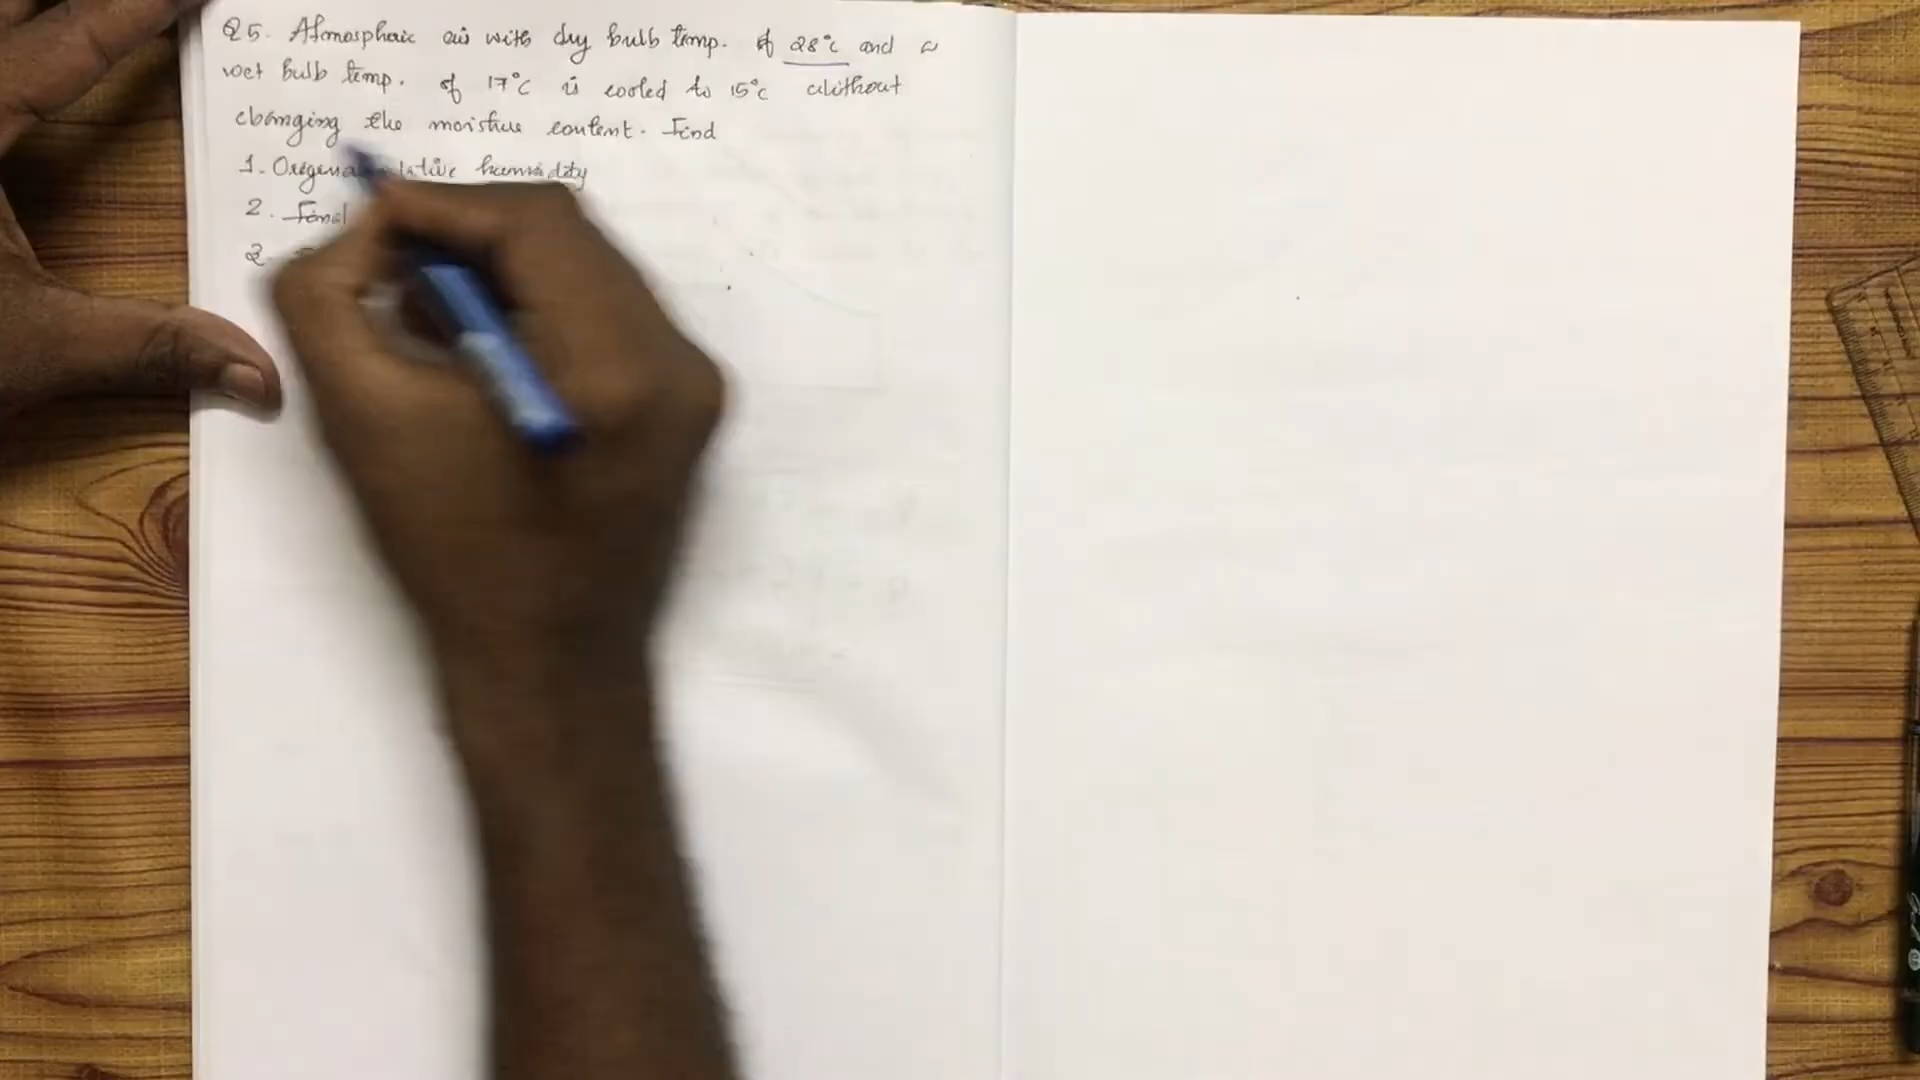 Q5. Atmospheric air with dry bulb temp. of 28°C and a
wet bulb temp. of 17°C is cooled to 15°C without
changing the moisture content. Find
1. humidity
2. Final